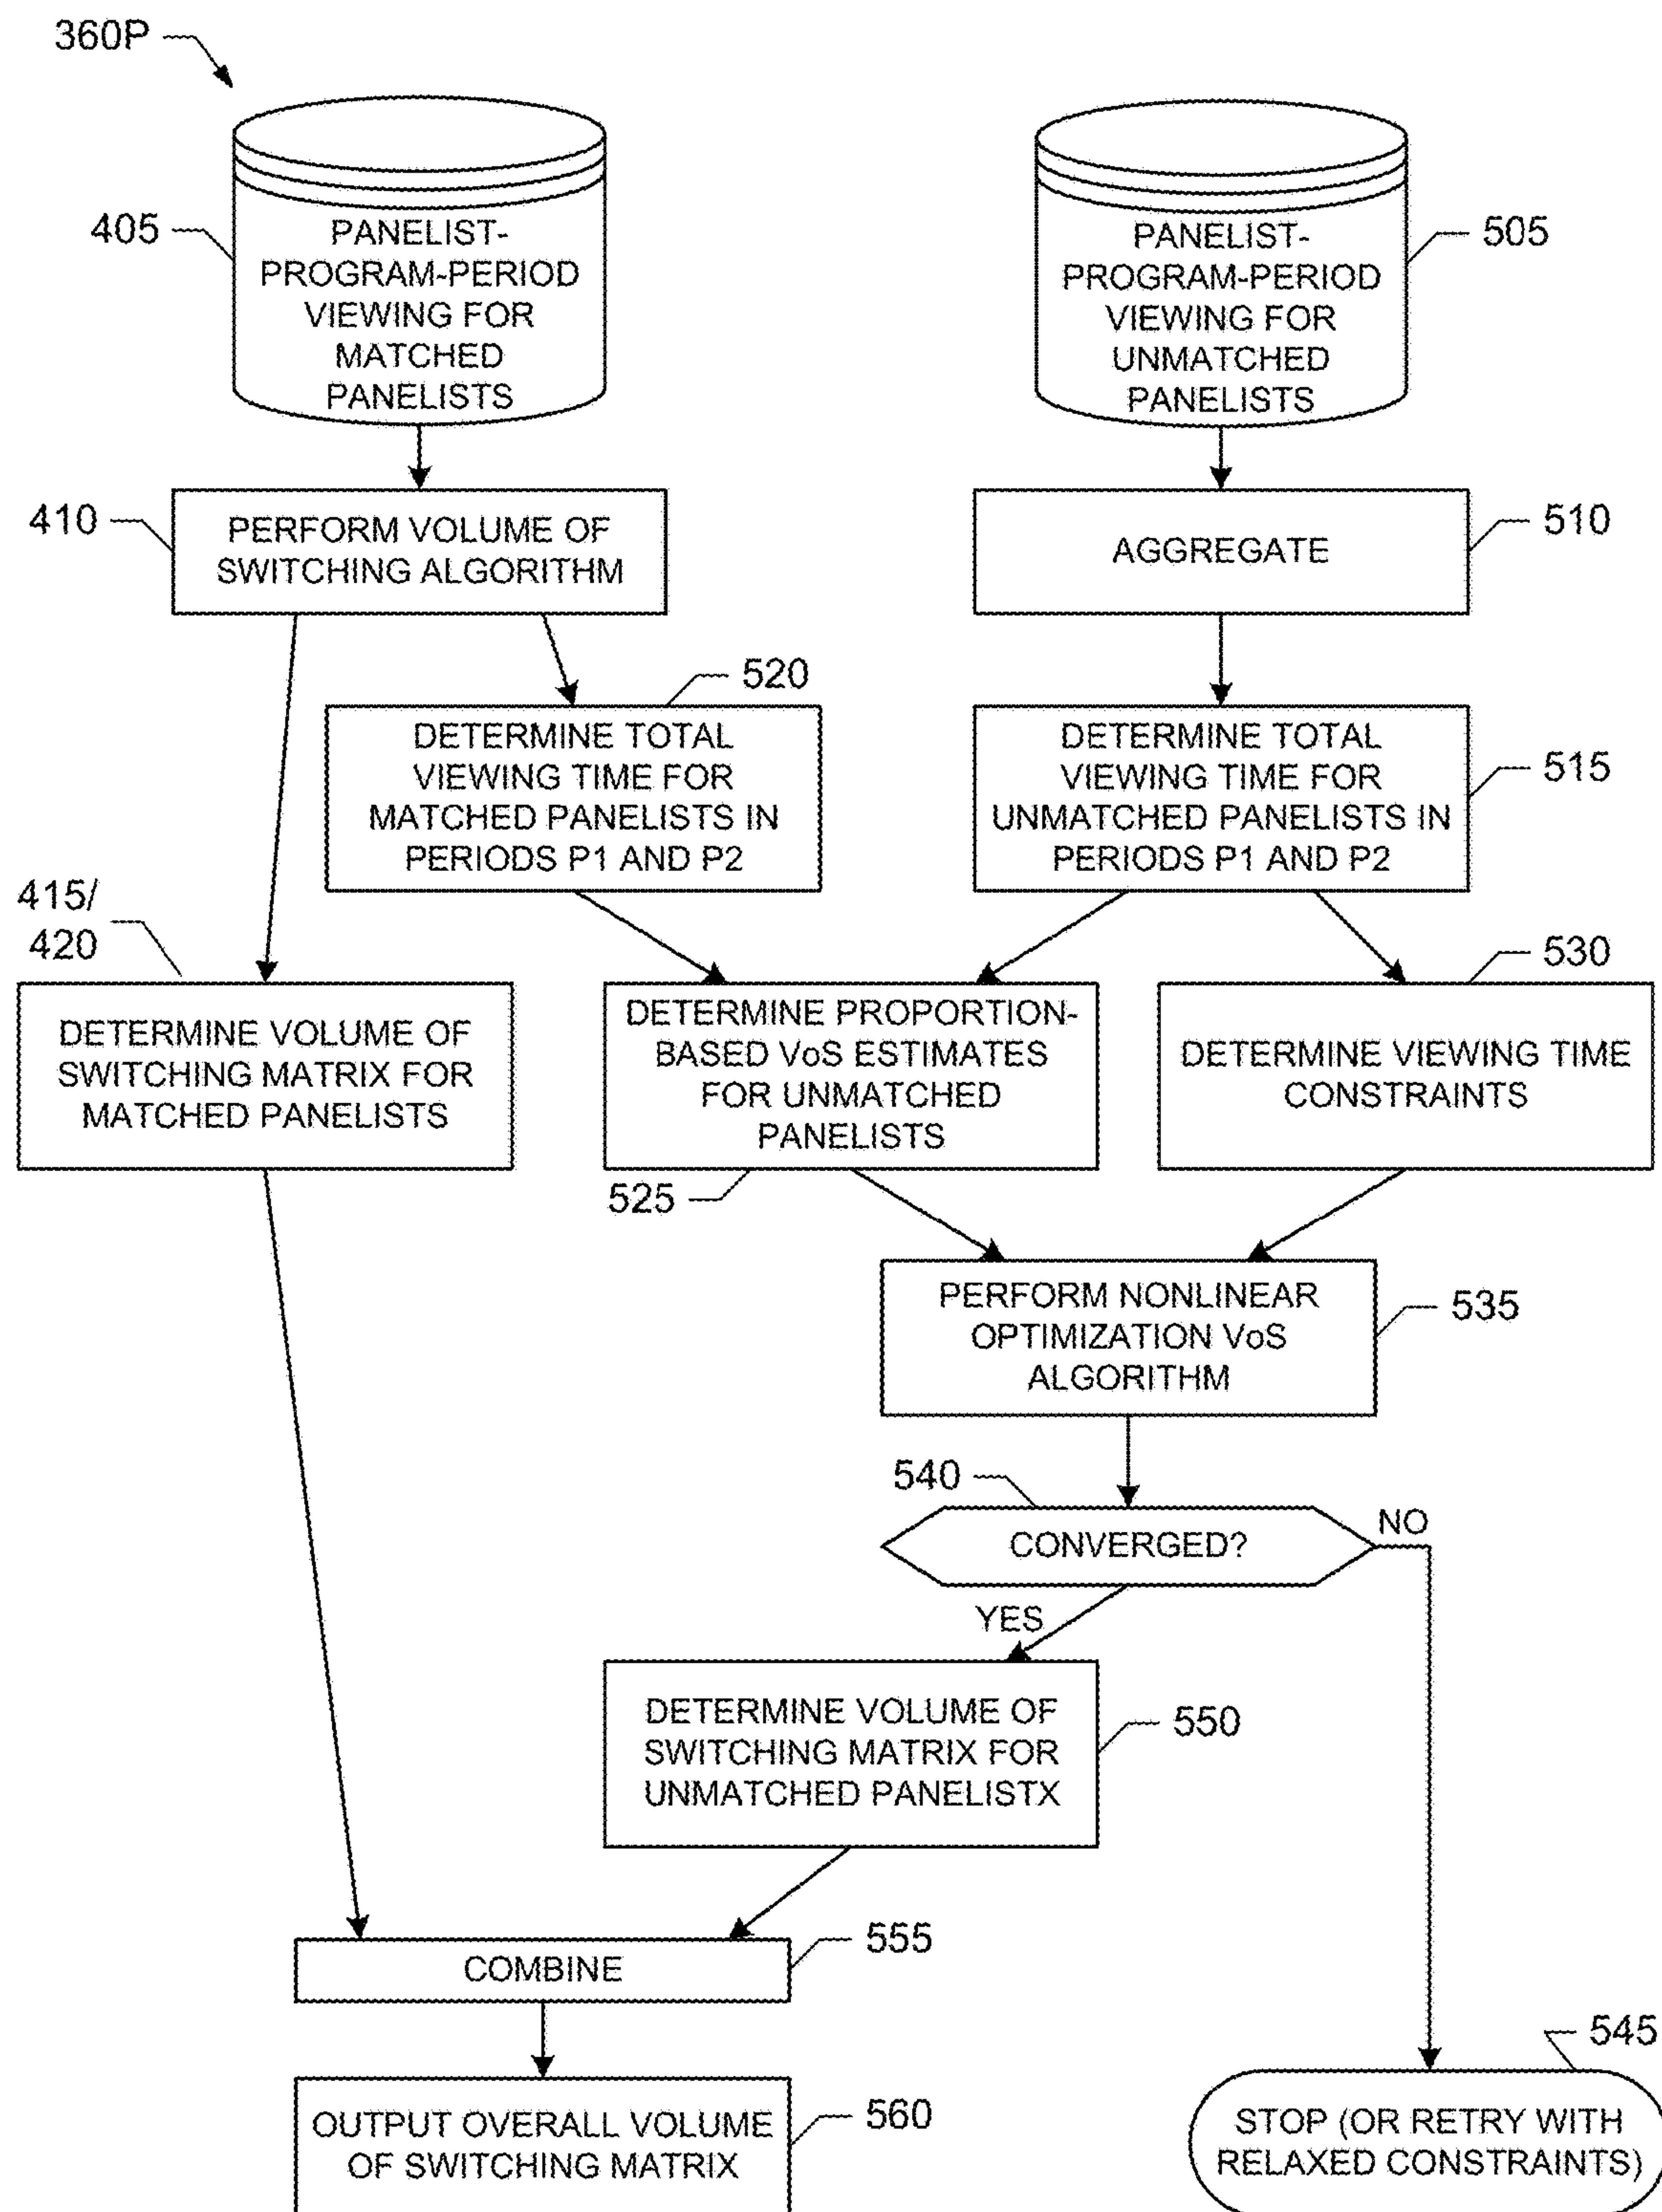 360P
405
PANELIST-
PROGRAM-PERIOD
VIEWING FOR
MATCHED
PANELISTS
PANELIST-
PROGRAM-PERIOD
VIEWING FOR
UNMATCHED
PANELISTS
505
410
PERFORM VOLUME OF
SWITCHING ALGORITHM
AGGREGATE
510
520
DETERMINE TOTAL
VIEWING TIME FOR
MATCHED PANELISTS IN
PERIODS P1 AND P2
DETERMINE TOTAL
VIEWING TIME FOR
UNMATCHED PANELISTS IN
PERIODS P1 AND P2
515
415/
420
530
DETERMINE VOLUME OF
SWITCHING MATRIX FOR
MATCHED PANELISTS
DETERMINE PROPORTION-
BASED VoS ESTIMATES
FOR UNMATCHED
PANELISTS
DETERMINE VIEWING TIME
CONSTRAINTS
525
PERFORM NONLINEAR
OPTIMIZATION VoS
ALGORITHM
535
540
CONVERGED?
NO
YES
DETERMINE VOLUME OF
SWITCHING MATRIX FOR
UNMATCHED PANELISTX
550
COMBINE
555
545
OUTPUT OVERALL VOLUME
OF SWITCHING MATRIX
560
STOP (OR RETRY WITH
RELAXED CONSTRAINTS)